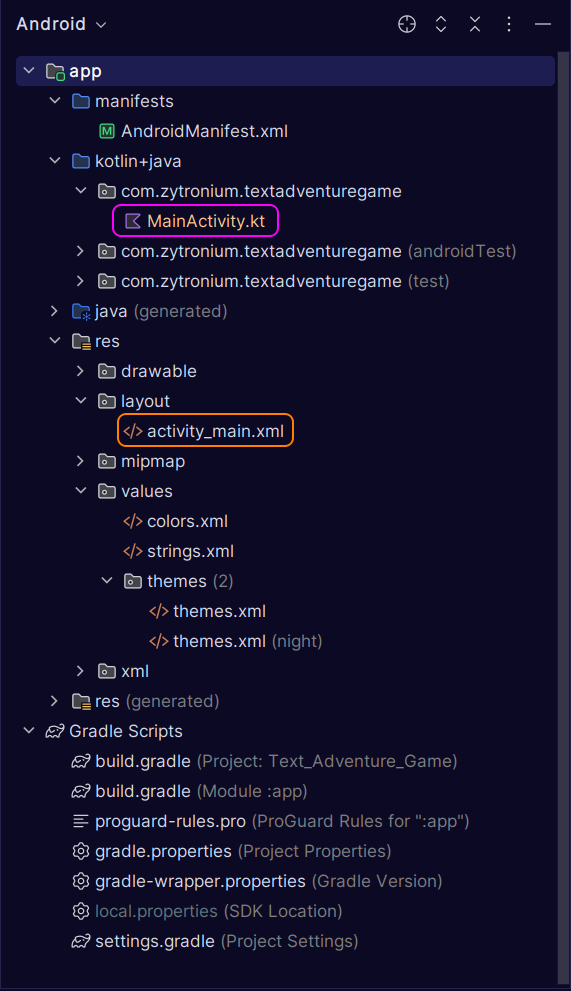 Android
app
manifests
M AndroidManifest.xml
kotlin+java
com.zytronium.textadventuregame
MainActivity.kt
com.zytronium.textadventuregame (androidTest)
com.zytronium.textadventuregame (test)
java (generated)
res
drawable
layout
</> activity_main.xml
mipmap
values
</> colors.xml
</> strings.xml
themes (2)
</> themes.xml
</> themes.xml (night)
xml
res (generated)
Gradle Scripts
build.gradle (Project: Text_Adventure_Game)
build.gradle (Module :app)
proguard-rules.pro (ProGuard Rules for ":app")
gradle.properties (Project Properties)
gradle-wrapper.properties (Gradle Version)
local.properties (SDK Location)
settings.gradle (Project Settings)